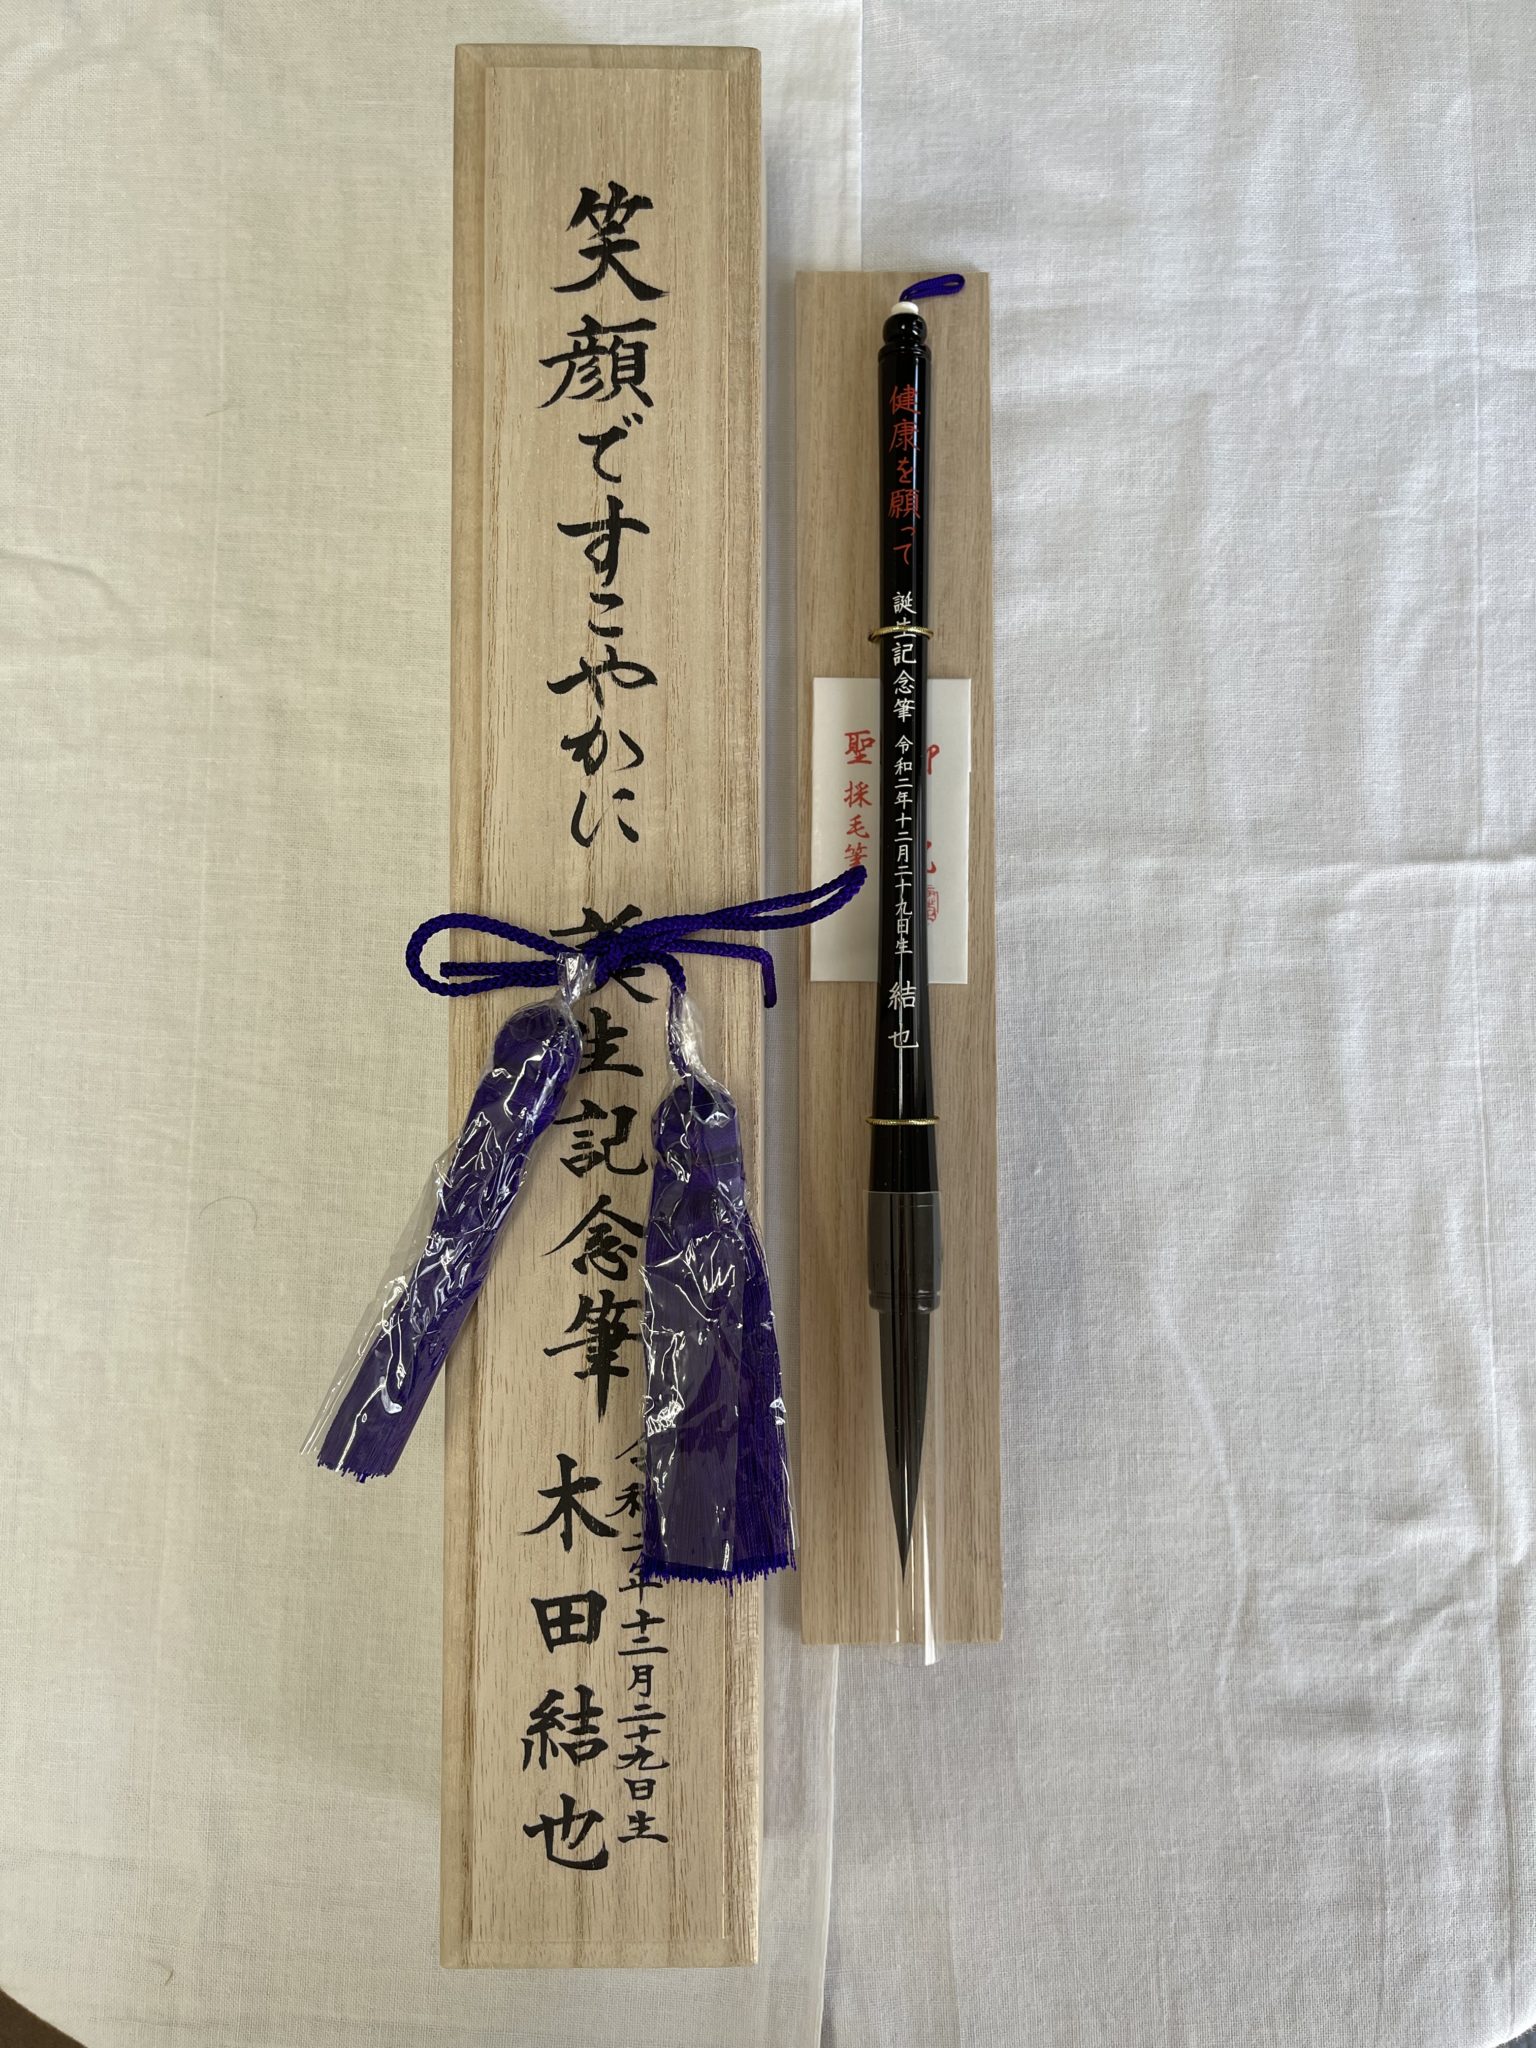 笑顔ですこやかに 美生記念筆
令和二年十二月二十九日生
木田結也
健康を願って 誕生記念筆 令和二年十二月二十九日生 結也
聖 採毛筆